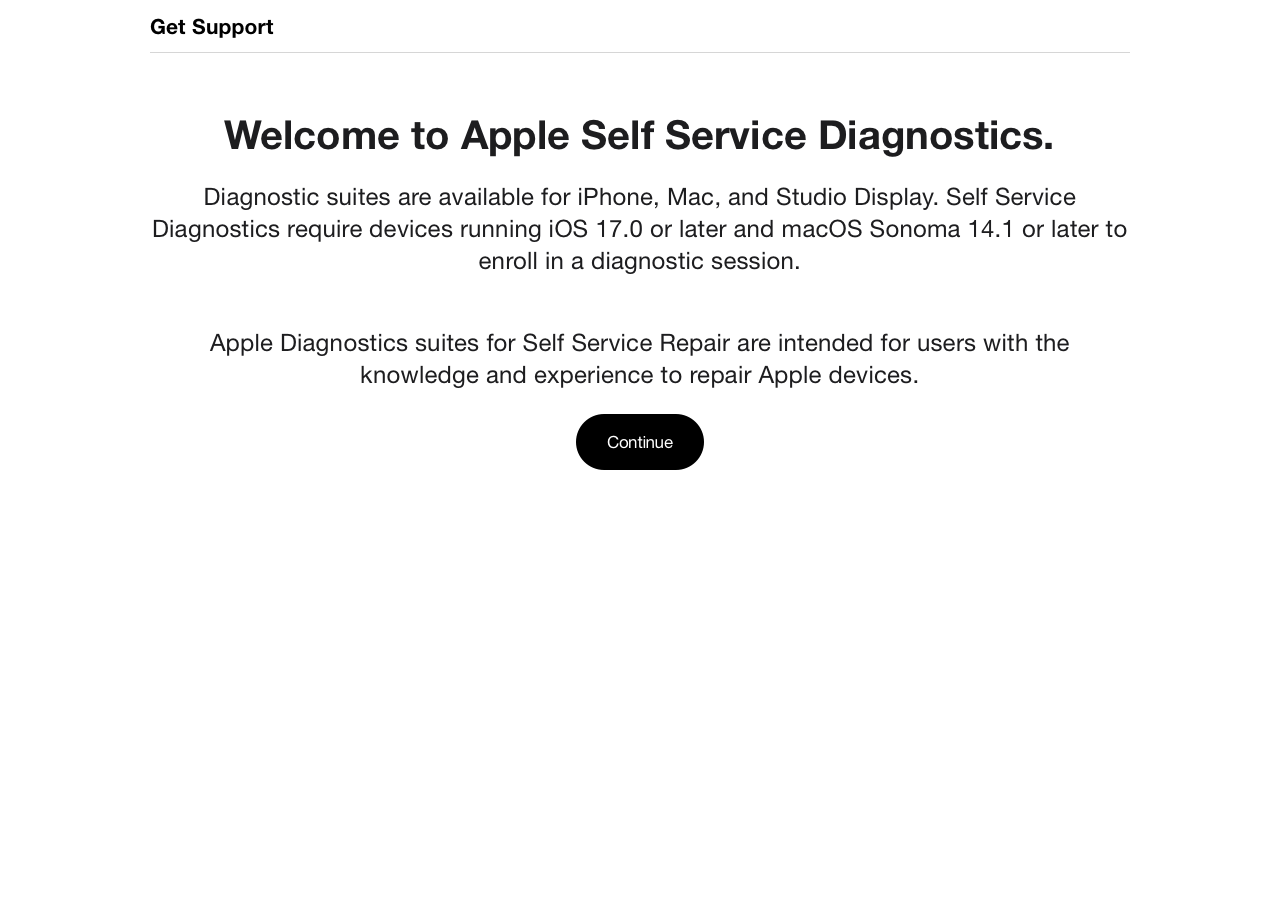 Get Support
Welcome to Apple Self Service Diagnostics.
Diagnostic suites are available for iPhone, Mac, and Studio Display. Self Service
Diagnostics require devices running iOS 17.0 or later and macOS Sonoma 14.1 or later to
enroll in a diagnostic session.
Apple Diagnostics suites for Self Service Repair are intended for users with the
knowledge and experience to repair Apple devices.
Continue